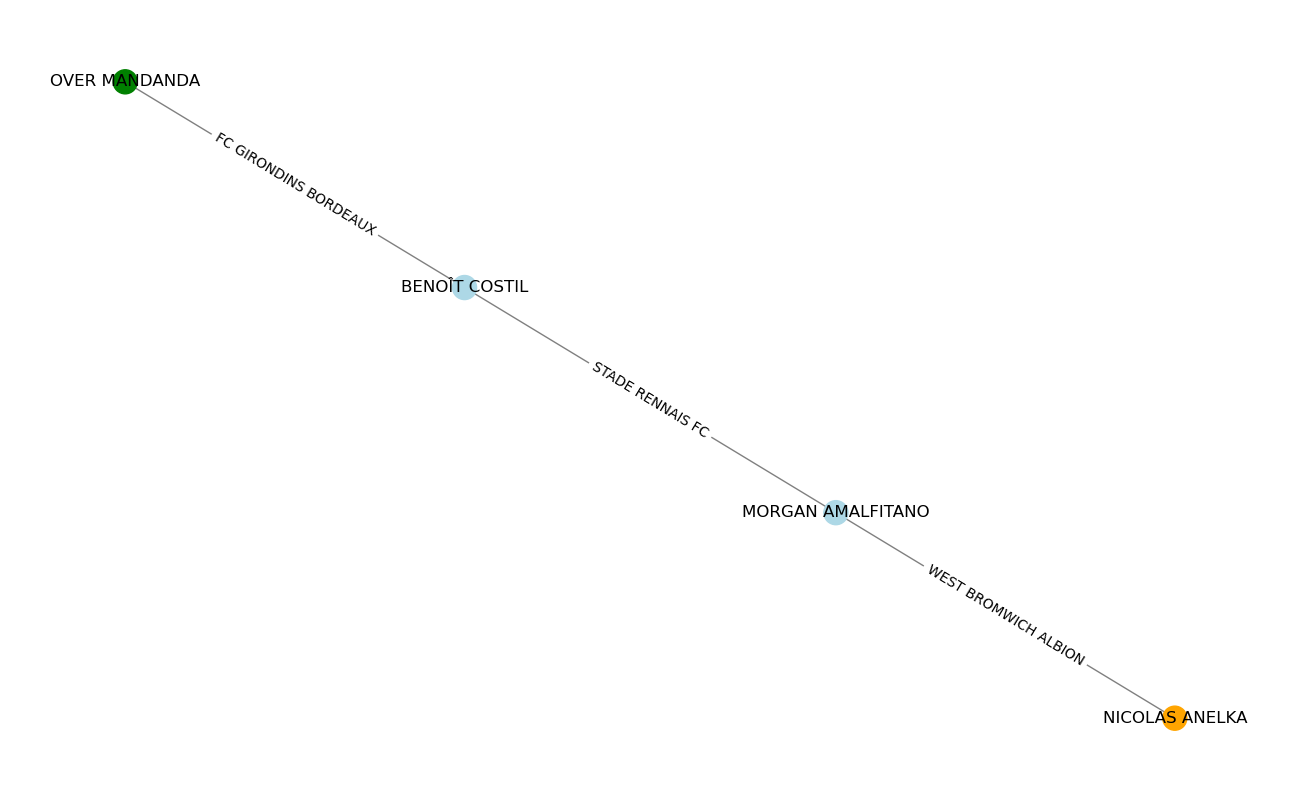 OVER MANDANDA
FC GIRONDINS BORDEAUX
BENOÎT COSTIL
STADE RENNAIS FC
MORGAN AMALFITANO
WEST BROMWICH ALBION
NICOLAS ANELKA